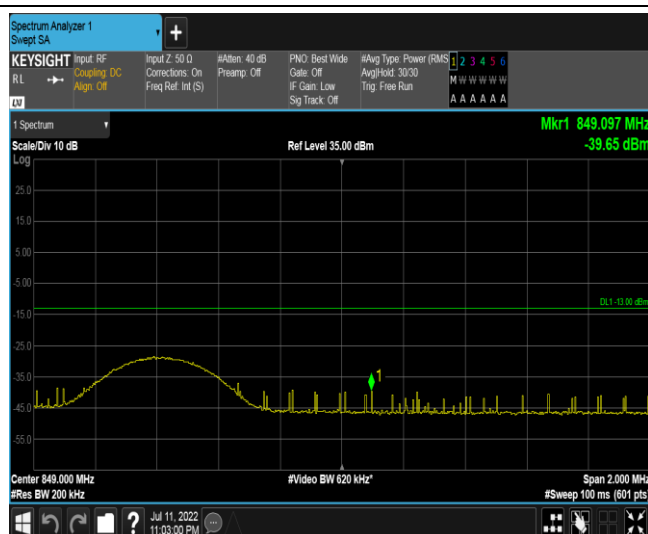 Spectrum Analyzer 1
Swept SA
+
KEYSIGHT Input: RF Input Z: 50 Ω #Atten: 40 dB PNO: Best Wide #Avg Type: Power (RMS 1 2 3 4 5 6
RL Coupling: DC Corrections: On Preamp: Off Gate: Off Avg|Hold: 30/30 M W W W W W
Align: Off Freq Ref: Int (S) IF Gain: Low Trig: Free Run
Sig Track: Off A A A A A A
LXI
1 Spectrum Mkr1 849.097 MHz
Scale/Div 10 dB Ref Level 35.00 dBm -39.65 dBm
Log
25.0
15.0
5.00
-5.00
DL1 -13.00 dBm
-15.0
-25.0
1
-35.0
-45.0
-55.0
Center 849.000 MHz #Video BW 620 kHz* Span 2.000 MHz
#Res BW 200 kHz #Sweep 100 ms (601 pts)
? Jul 11, 2022
11:03:00 PM